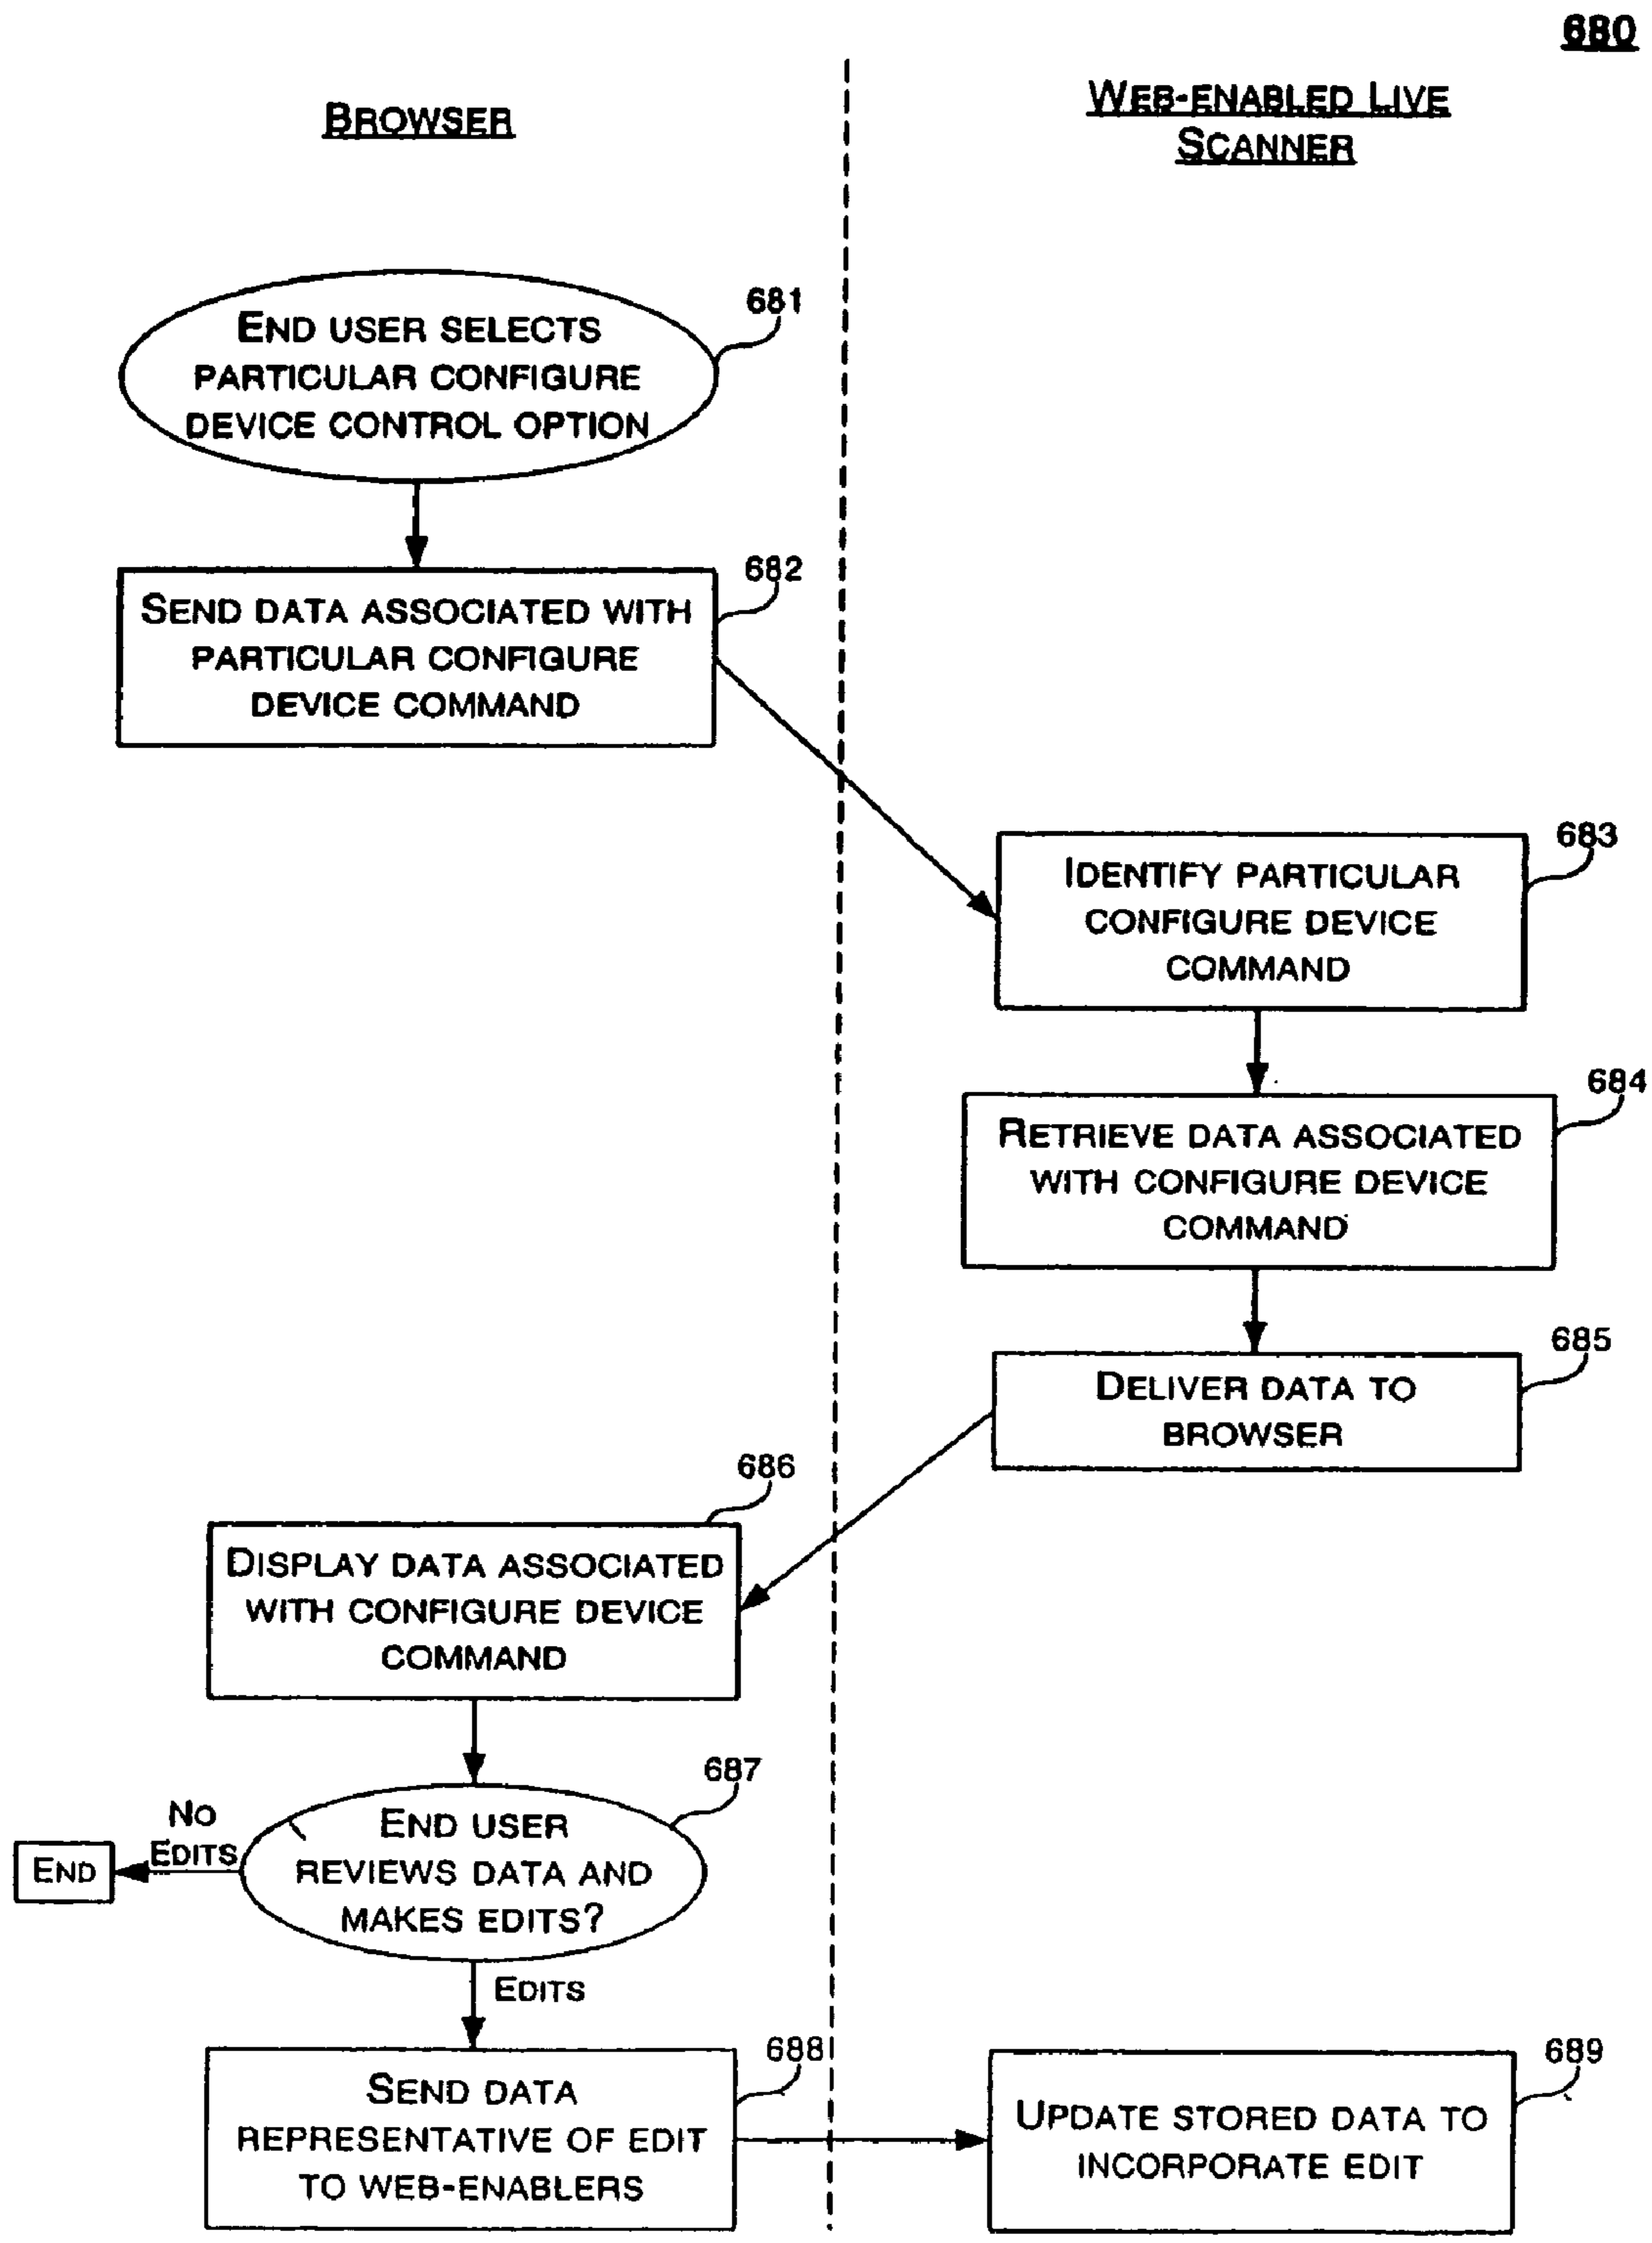 680
BROWSER
WEB-ENABLED LIVE
SCANNER
681
END USER SELECTS
PARTICULAR CONFIGURE
DEVICE CONTROL OPTION
682
SEND DATA ASSOCIATED WITH
PARTICULAR CONFIGURE
DEVICE COMMAND
683
IDENTIFY PARTICULAR
CONFIGURE DEVICE
COMMAND
684
RETRIEVE DATA ASSOCIATED
WITH CONFIGURE DEVICE
COMMAND
685
DELIVER DATA TO
BROWSER
686
DISPLAY DATA ASSOCIATED
WITH CONFIGURE DEVICE
COMMAND
687
END USER
REVIEWS DATA AND
MAKES EDITS?
NO
EDITS
END
EDITS
688
SEND DATA
REPRESENTATIVE OF EDIT
TO WEB-ENABLERS
689
UPDATE STORED DATA TO
INCORPORATE EDIT